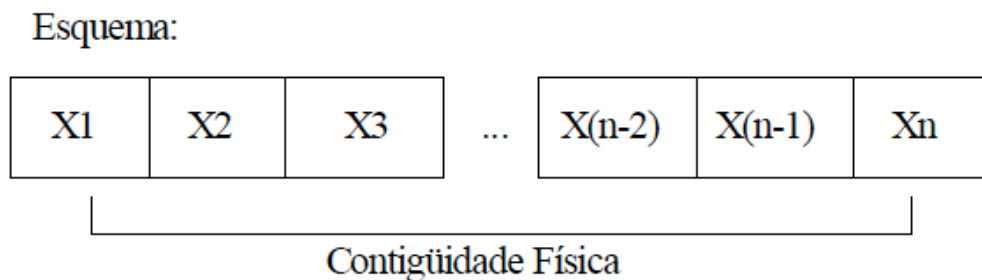 Esquema:
X1 X2 X3 ... X(n-2) X(n-1) Xn
Contigüidade Física